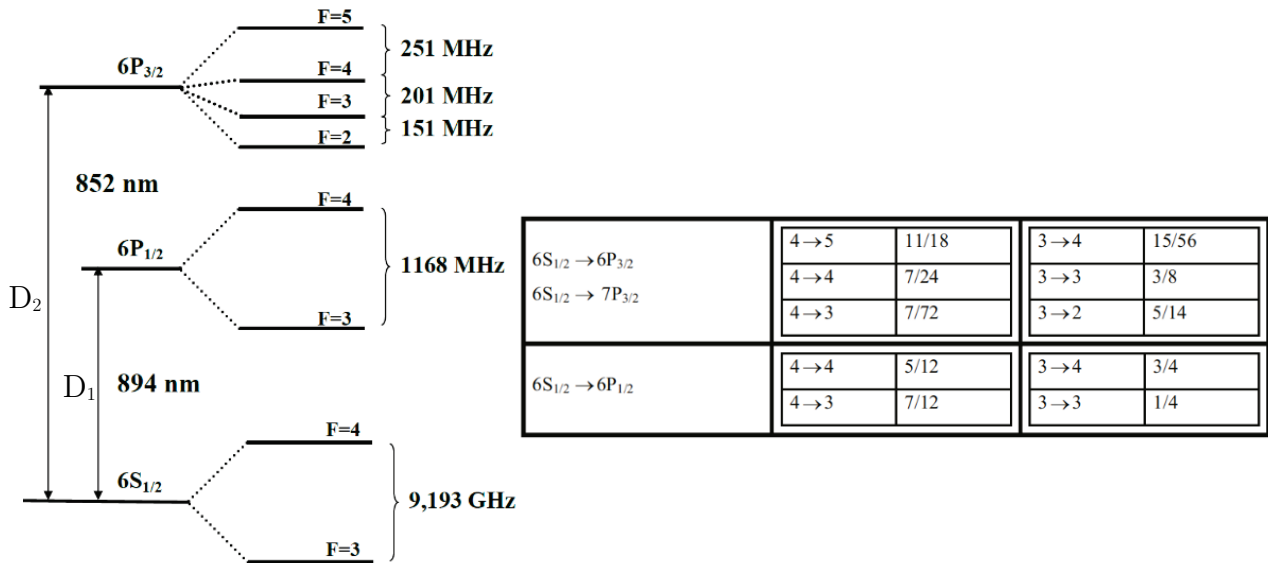 F=5
251 MHz
6P3/2
F=4
201 MHz
F=3
151 MHz
F=2
852 nm
F=4
6P1/2
1168 MHz
D2
F=3
894 nm
D1
F=4
6S1/2
9,193 GHz
F=3
6S1/2 → 6P3/2
6S1/2 → 7P3/2
4→5 11/18 3→4 15/56
4→4 7/24 3→3 3/8
4→3 7/72 3→2 5/14
6S1/2 → 6P1/2
4→4 5/12 3→4 3/4
4→3 7/12 3→3 1/4